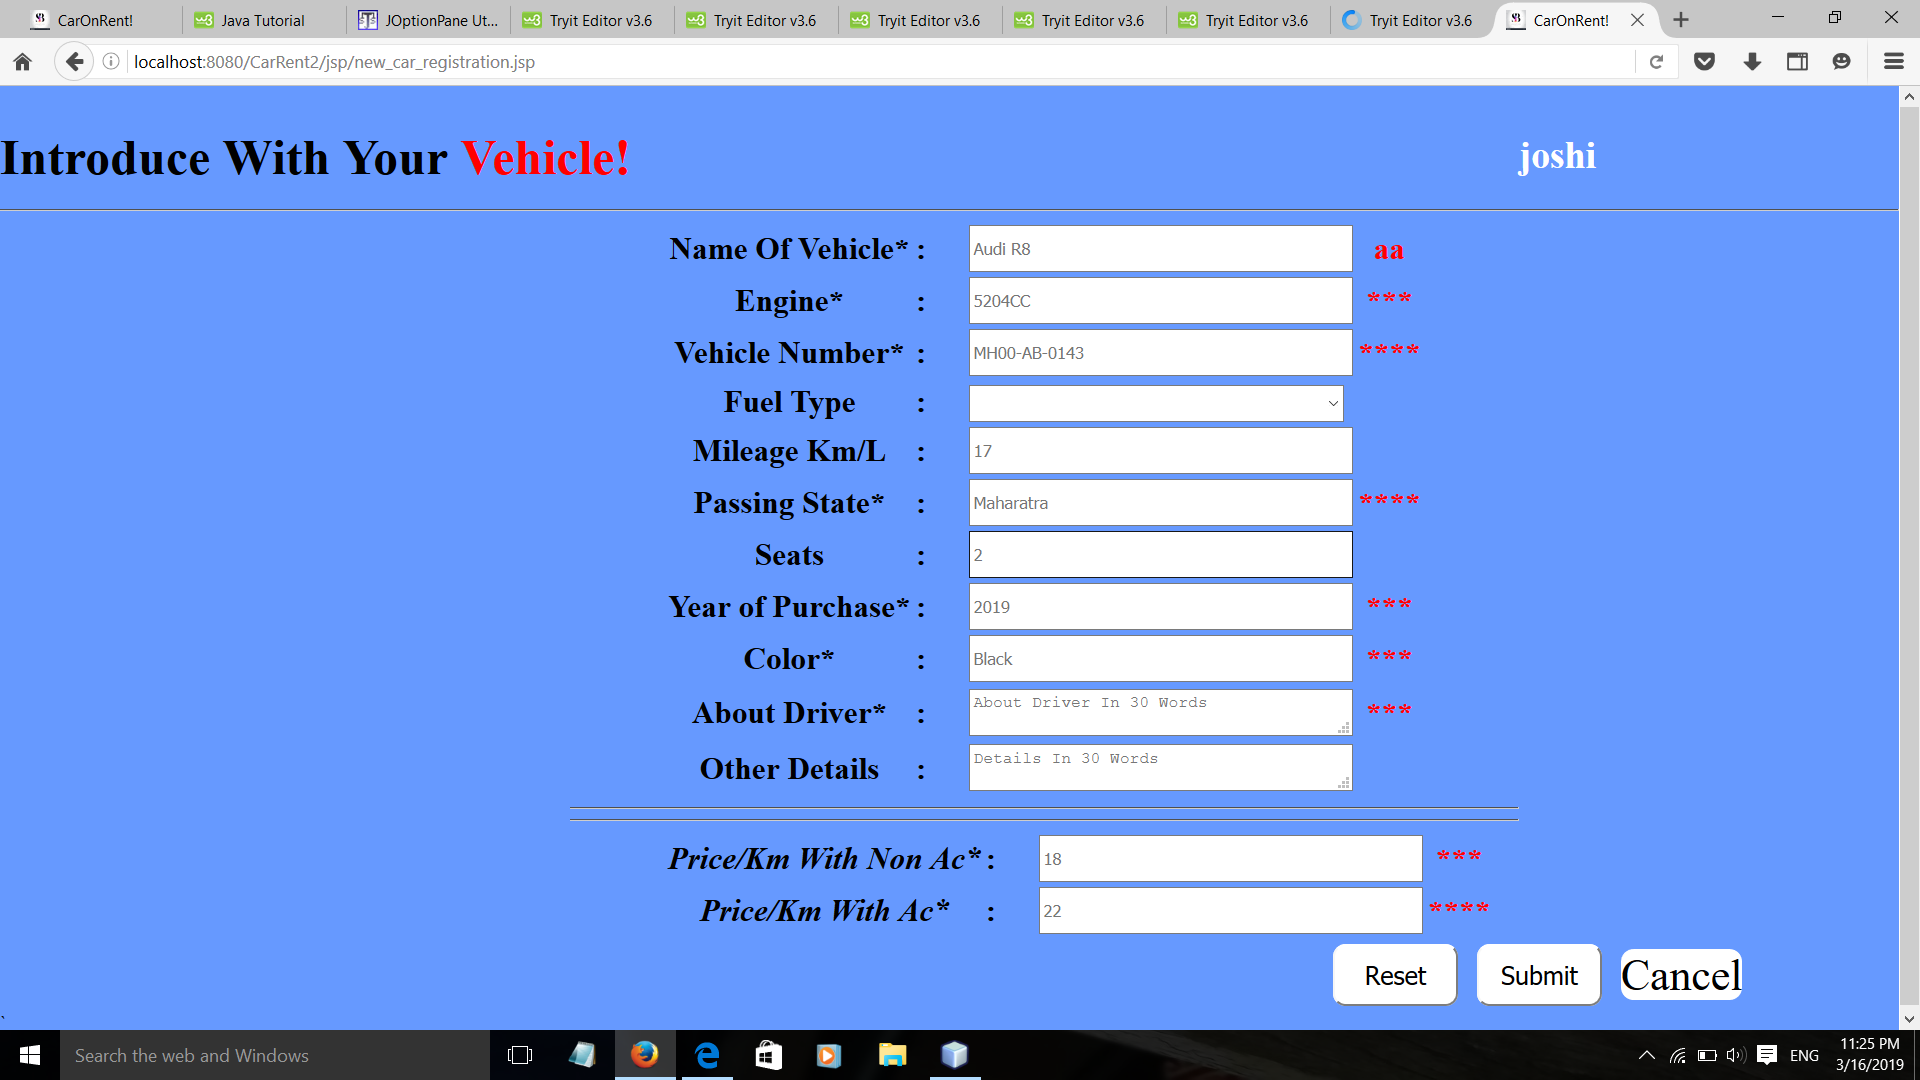 CarOnRent! Java Tutorial JOptionPane Ut... Tryit Editor v3.6 Tryit Editor v3.6 Tryit Editor v3.6 Tryit Editor v3.6 Tryit Editor v3.6 Tryit Editor v3.6 CarOnRent!
localhost:8080/CarRent2/jsp/new_car_registration.jsp
Introduce With Your Vehicle! joshi
Name Of Vehicle* : Audi R8 aa
Engine* : 5204CC ***
Vehicle Number* : MH00-AB-0143 ****
Fuel Type :
Mileage Km/L : 17
Passing State* : Maharatra ****
Seats : 2
Year of Purchase* : 2019 ***
Color* : Black ***
About Driver* : About Driver In 30 Words ***
Other Details : Details In 30 Words
Price/Km With Non Ac* : 18 ***
Price/Km With Ac* : 22 ****
Reset Submit Cancel
`
Search the web and Windows ENG 11:25 PM
3/16/2019